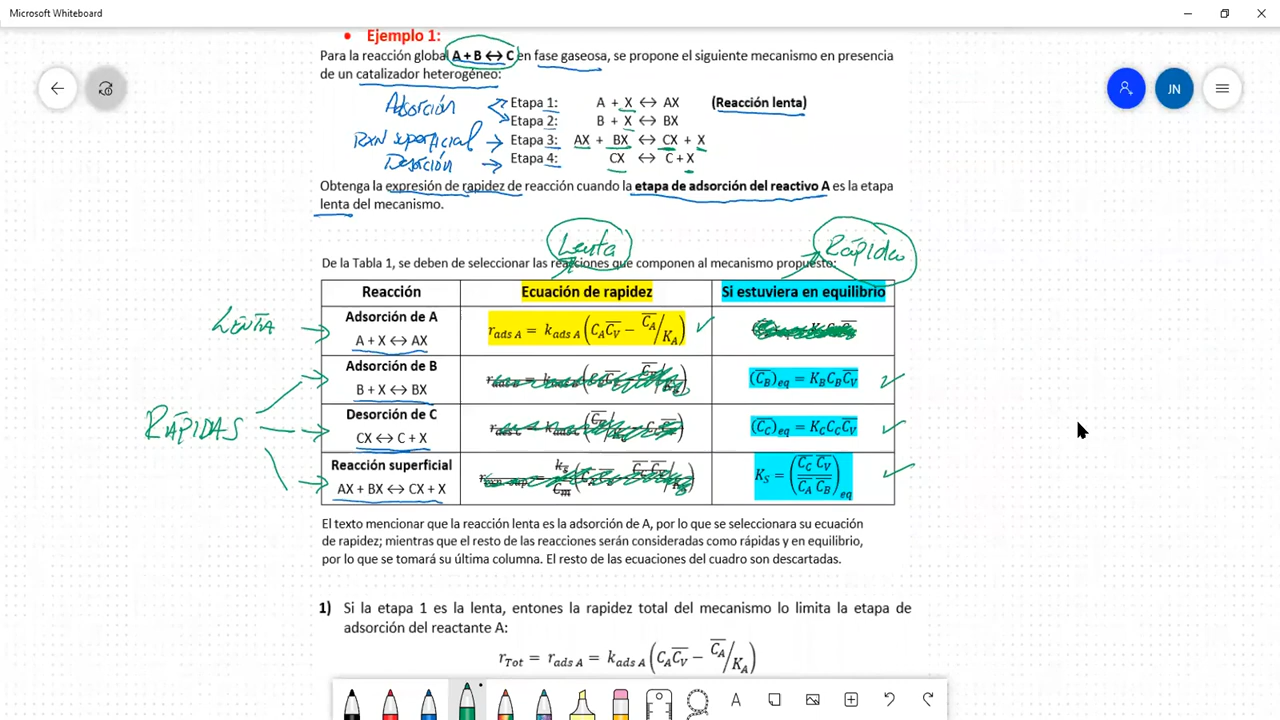 Microsoft Whiteboard
• Ejemplo 1:
Para la reacción global A + B ↔ C en fase gaseosa, se propone el siguiente mecanismo en presencia
de un catalizador heterogéneo:
Adsorción
Etapa 1: A + X ↔ AX (Reacción lenta)
Etapa 2: B + X ↔ BX
RXN superficial Etapa 3: AX + BX ↔ CX + X
Desorción Etapa 4: CX ↔ C + X
Obtenga la expresión de rapidez de reacción cuando la etapa de adsorción del reactivo A es la etapa
lenta del mecanismo.
JN
Lenta
Rápida
De la Tabla 1, se deben de seleccionar las reacciones que componen al mecanismo propuesto:
Reacción Ecuación de rapidez Si estuviera en equilibrio
LENTA
Adsorción de A
A + X ↔ AX
r_ads A = k_ads A (C_A C̅_V − C̅_A / K_A)
Adsorción de B
B + X ↔ BX
(C̅_B)_eq = K_B C_B C̅_V
RÁPIDAS
Desorción de C
CX ↔ C + X
(C̅_C)_eq = K_C C_C C̅_V
Reacción superficial
AX + BX ↔ CX + X
K_S = (C̅_C C̅_V / C̅_A C̅_B)_eq
El texto mencionar que la reacción lenta es la adsorción de A, por lo que se seleccionara su ecuación
de rapidez; mientras que el resto de las reacciones serán consideradas como rápidas y en equilibrio,
por lo que se tomará su última columna. El resto de las ecuaciones del cuadro son descartadas.
1) Si la etapa 1 es la lenta, entones la rapidez total del mecanismo lo limita la etapa de
adsorción del reactante A:
r_Tot = r_ads A = k_ads A (C_A C̅_V − C̅_A / K_A)
A